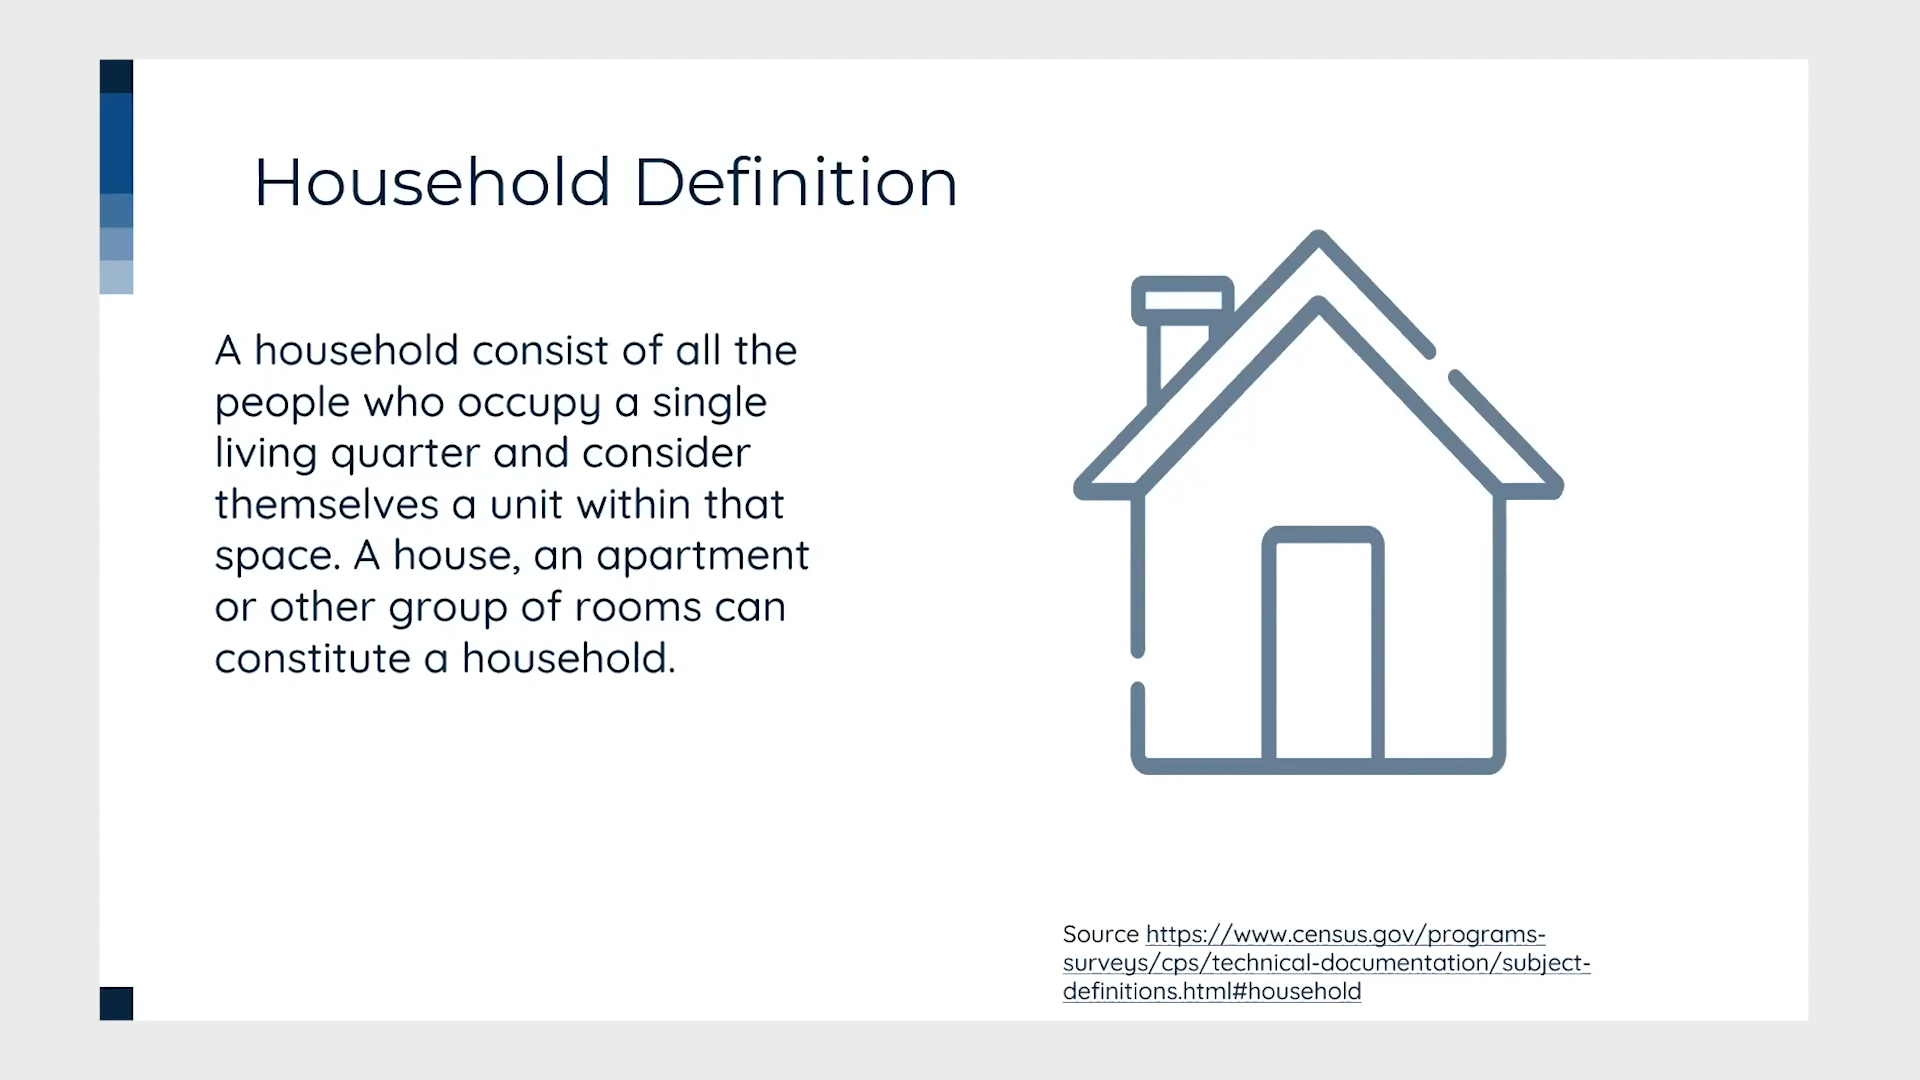 Household Definition
A household consist of all the
people who occupy a single
living quarter and consider
themselves a unit within that
space. A house, an apartment
or other group of rooms can
constitute a household.
Source https://www.census.gov/programs-
surveys/cps/technical-documentation/subject-
definitions.html#household